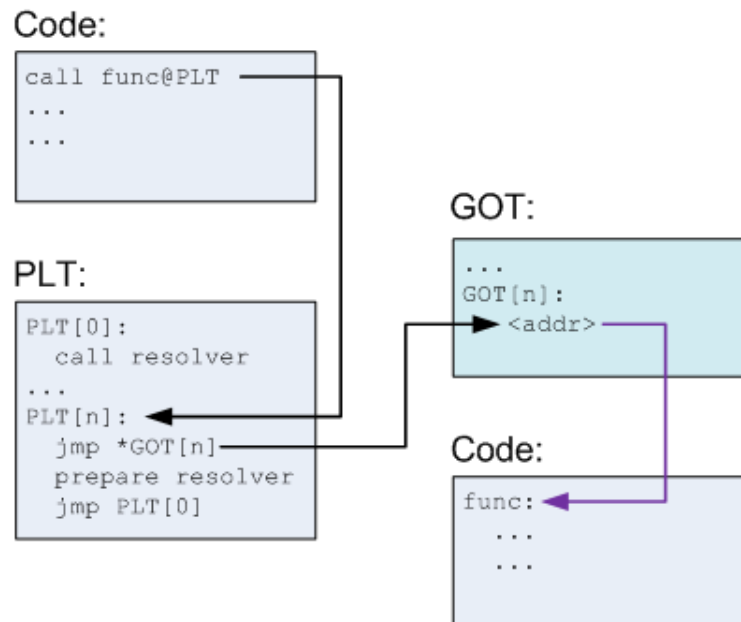 Code:
call func@PLT
...
...
PLT:
PLT[0]:
call resolver
...
PLT[n]:
jmp *GOT[n]
prepare resolver
jmp PLT[0]
GOT:
...
GOT[n]:
<addr>
Code:
func:
...
...